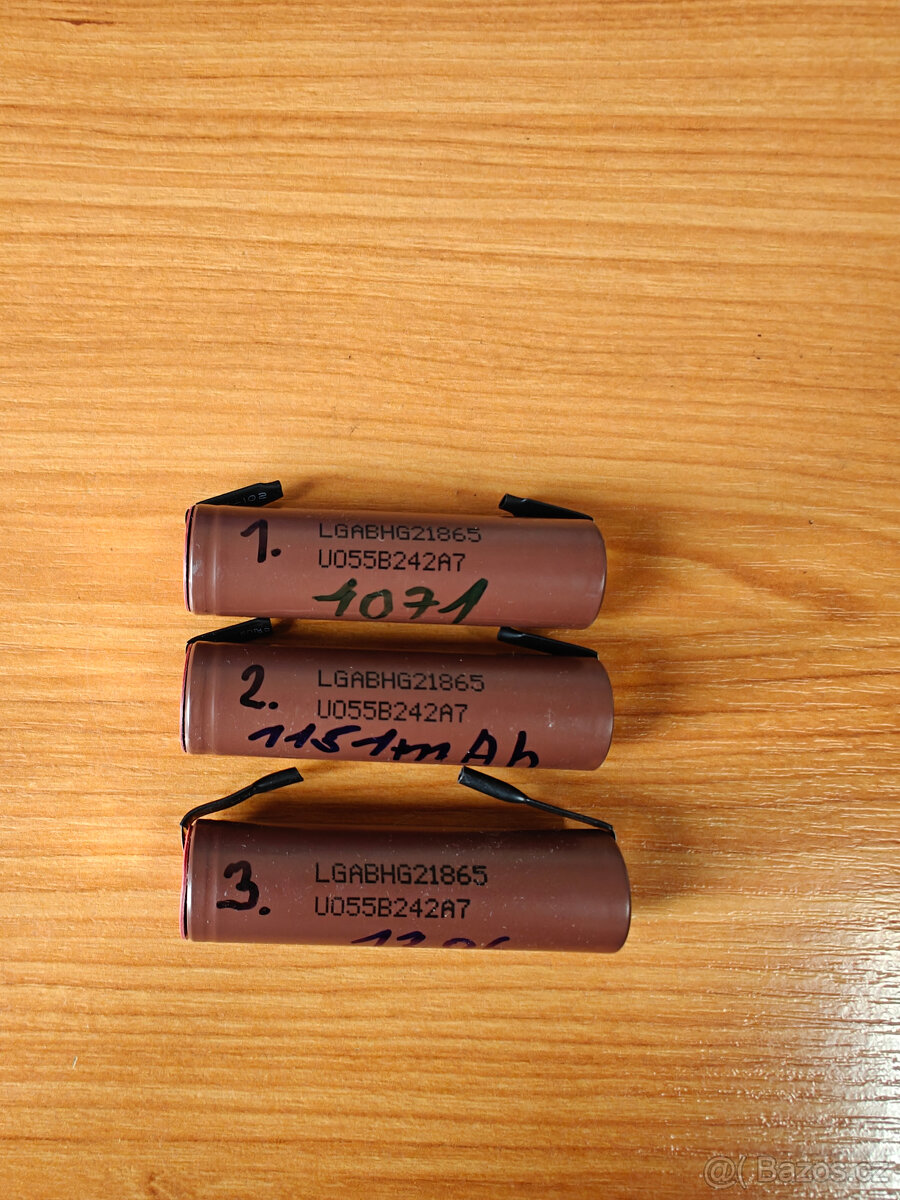 1.
LGABHG21865
U055B242A7
1071
2.
LGABHG21865
U055B242A7
1151mAh
3.
LGABHG21865
U055B242A7
@( Bazos.cz